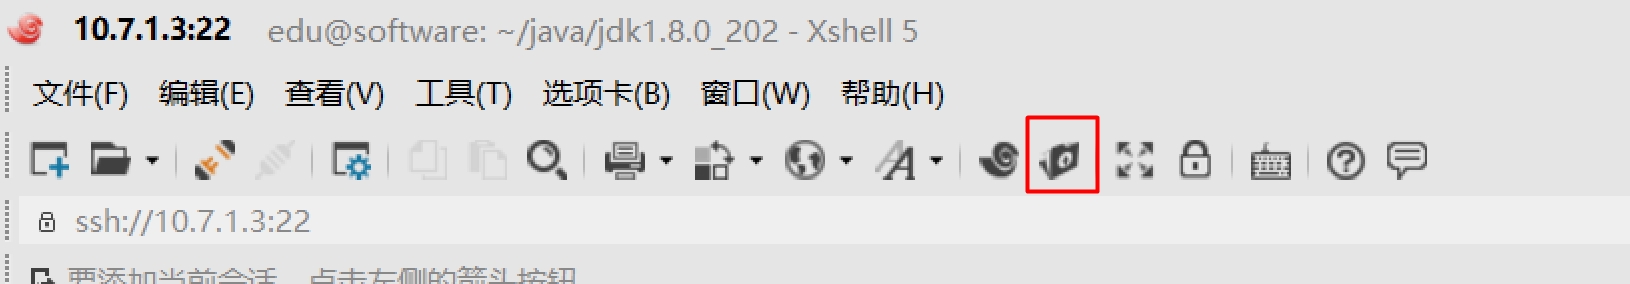 10.7.1.3:22 edu@software: ~/java/jdk1.8.0_202 - Xshell 5
文件(F) 编辑(E) 查看(V) 工具(T) 选项卡(B) 窗口(W) 帮助(H)
ssh://10.7.1.3:22
要添加当前会话，点击左侧的箭头按钮